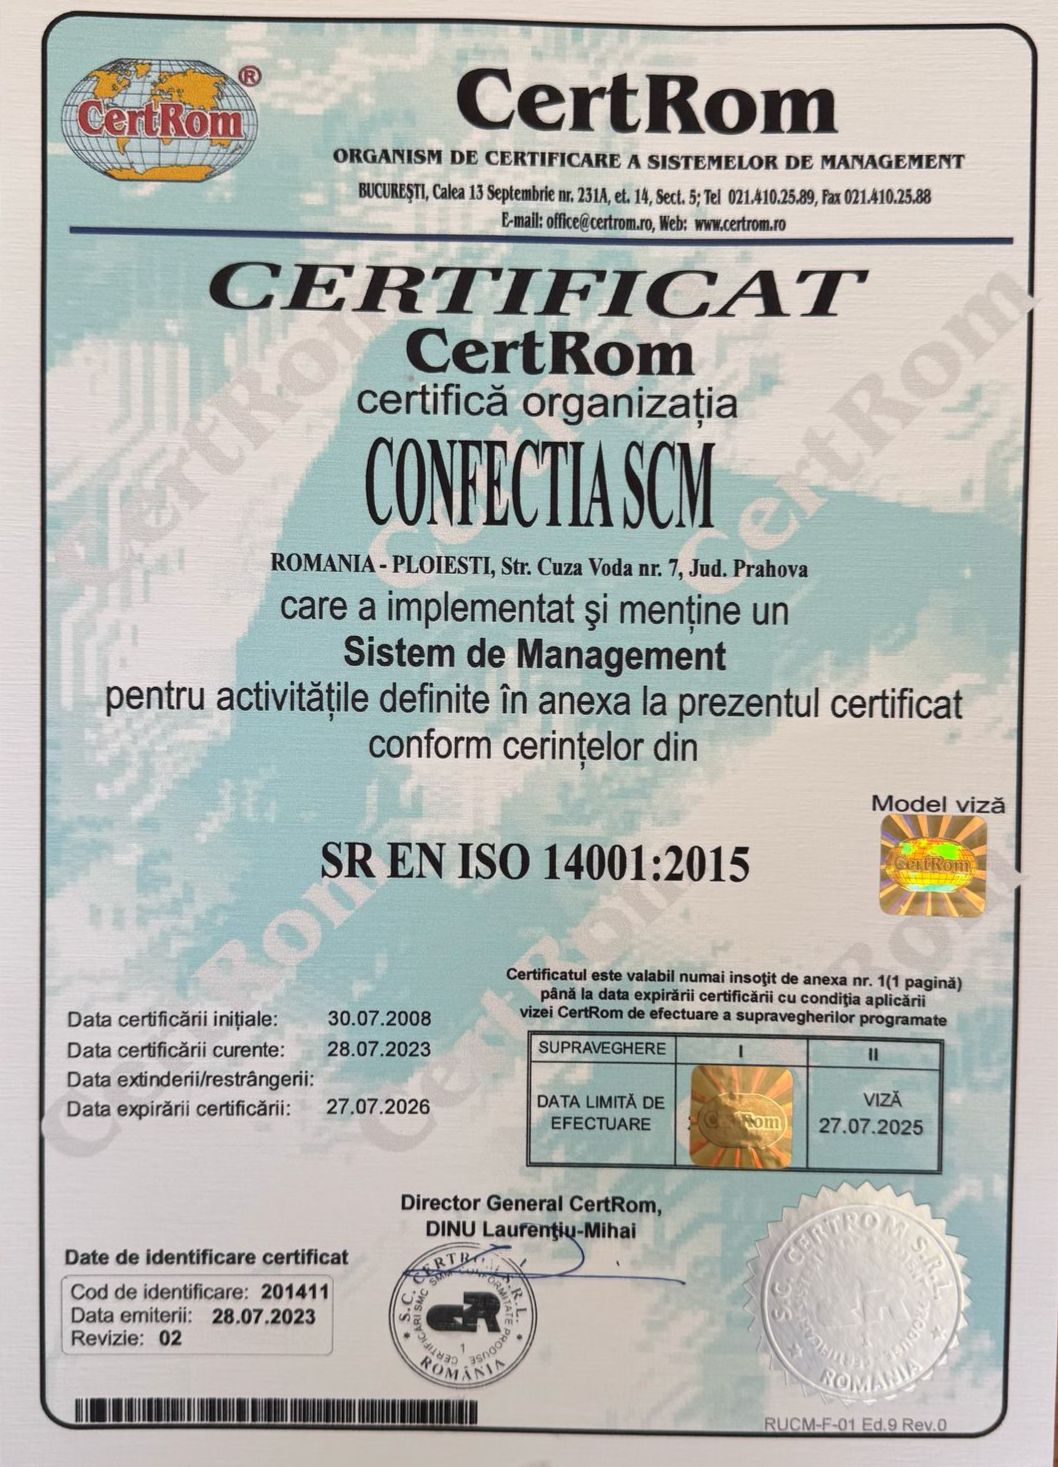 CertRom ®
CertRom
ORGANISM DE CERTIFICARE A SISTEMELOR DE MANAGEMENT
BUCUREŞTI, Calea 13 Septembrie nr. 231A, et. 14, Sect. 5; Tel 021.410.25.89, Fax 021.410.25.88
E-mail: office@certrom.ro, Web: www.certrom.ro
CERTIFICAT
CertRom
certifică organizaţia
CONFECTIA SCM
ROMANIA - PLOIESTI, Str. Cuza Voda nr. 7, Jud. Prahova
care a implementat şi menţine un
Sistem de Management
pentru activităţile definite în anexa la prezentul certificat
conform cerinţelor din
Model viză
CertRom
SR EN ISO 14001:2015
Certificatul este valabil numai insoţit de anexa nr. 1(1 pagină)
până la data expirării certificării cu condiţia aplicării
vizei CertRom de efectuare a supravegherilor programate
Data certificării iniţiale: 30.07.2008
Data certificării curente: 28.07.2023
Data extinderii/restrângerii:
Data expirării certificării: 27.07.2026
SUPRAVEGHERE I II
DATA LIMITĂ DE EFECTUARE
CertRom
VIZĂ
27.07.2025
Director General CertRom,
DINU Laurenţiu-Mihai
Date de identificare certificat
Cod de identificare: 201411
Data emiterii: 28.07.2023
Revizie: 02
S.C. CERTROM S.R.L.
ROMÂNIA
S.C. CERTROM S.R.L.
ROMANIA
RUCM-F-01 Ed.9 Rev.0